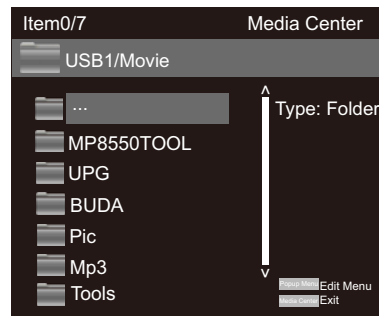 Item0/7 Media Center
USB1/Movie
...
Type: Folder
MP8550TOOL
UPG
BUDA
Pic
Mp3
Tools
Popup Menu Edit Menu
Media Center Exit